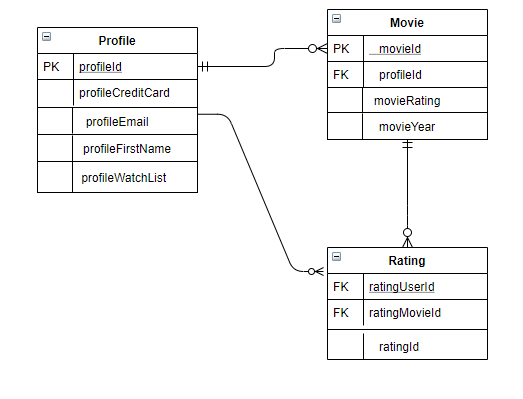 Profile
PK profileId
profileCreditCard
profileEmail
profileFirstName
profileWatchList
Movie
PK movieId
FK profileId
movieRating
movieYear
Rating
FK ratingUserId
FK ratingMovieId
ratingId